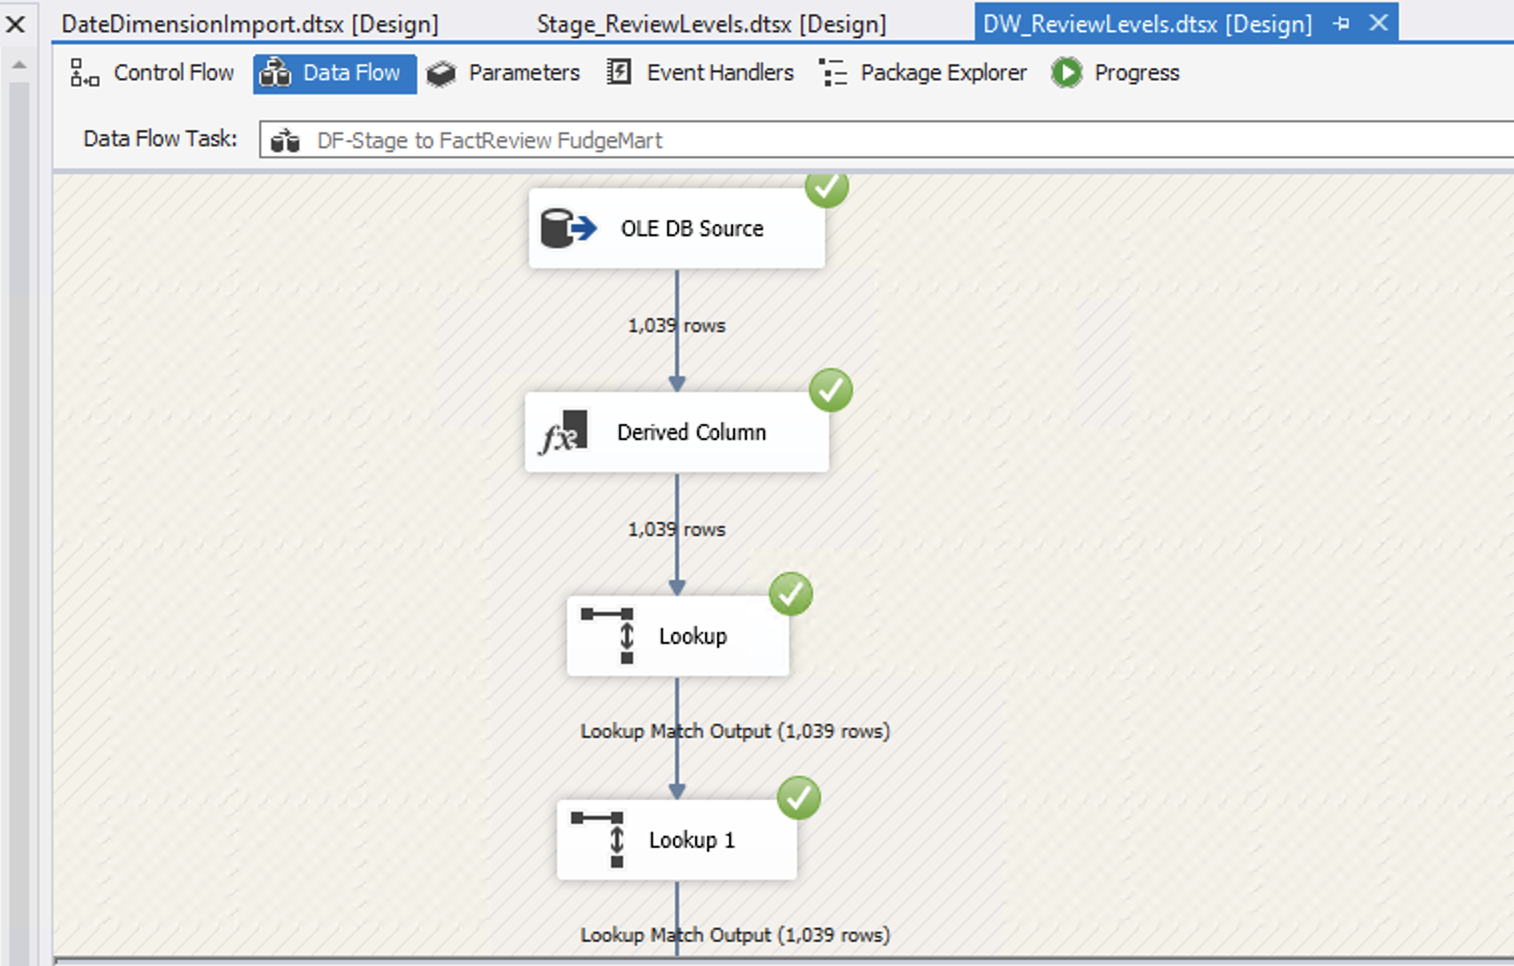 DateDimensionImport.dtsx [Design] Stage_ReviewLevels.dtsx [Design] DW_ReviewLevels.dtsx [Design]
Control Flow Data Flow Parameters Event Handlers Package Explorer Progress
Data Flow Task: DF-Stage to FactReview FudgeMart
OLE DB Source
1,039 rows
fx Derived Column
1,039 rows
Lookup
Lookup Match Output (1,039 rows)
Lookup 1
Lookup Match Output (1,039 rows)